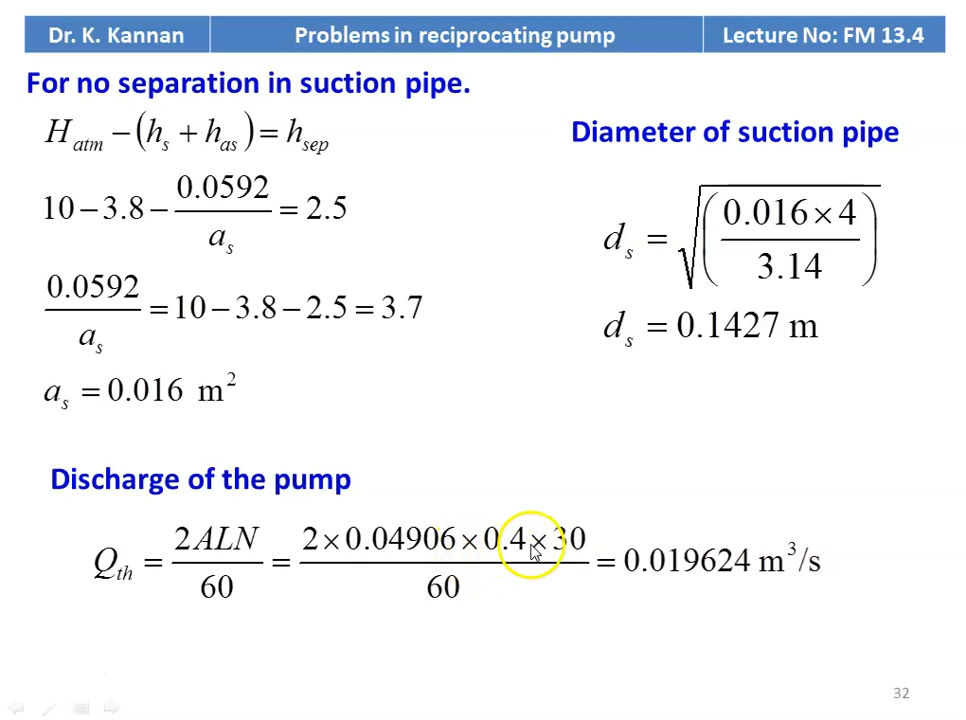 Dr. K. Kannan Problems in reciprocating pump Lecture No: FM 13.4
For no separation in suction pipe.
H_atm − (h_s + h_as) = h_sep
10 − 3.8 − 0.0592 / a_s = 2.5
0.0592 / a_s = 10 − 3.8 − 2.5 = 3.7
a_s = 0.016 m²
Diameter of suction pipe
d_s = √(0.016 × 4 / 3.14)
d_s = 0.1427 m
Discharge of the pump
Q_th = 2ALN / 60 = 2 × 0.04906 × 0.4 × 30 / 60 = 0.019624 m³/s
32